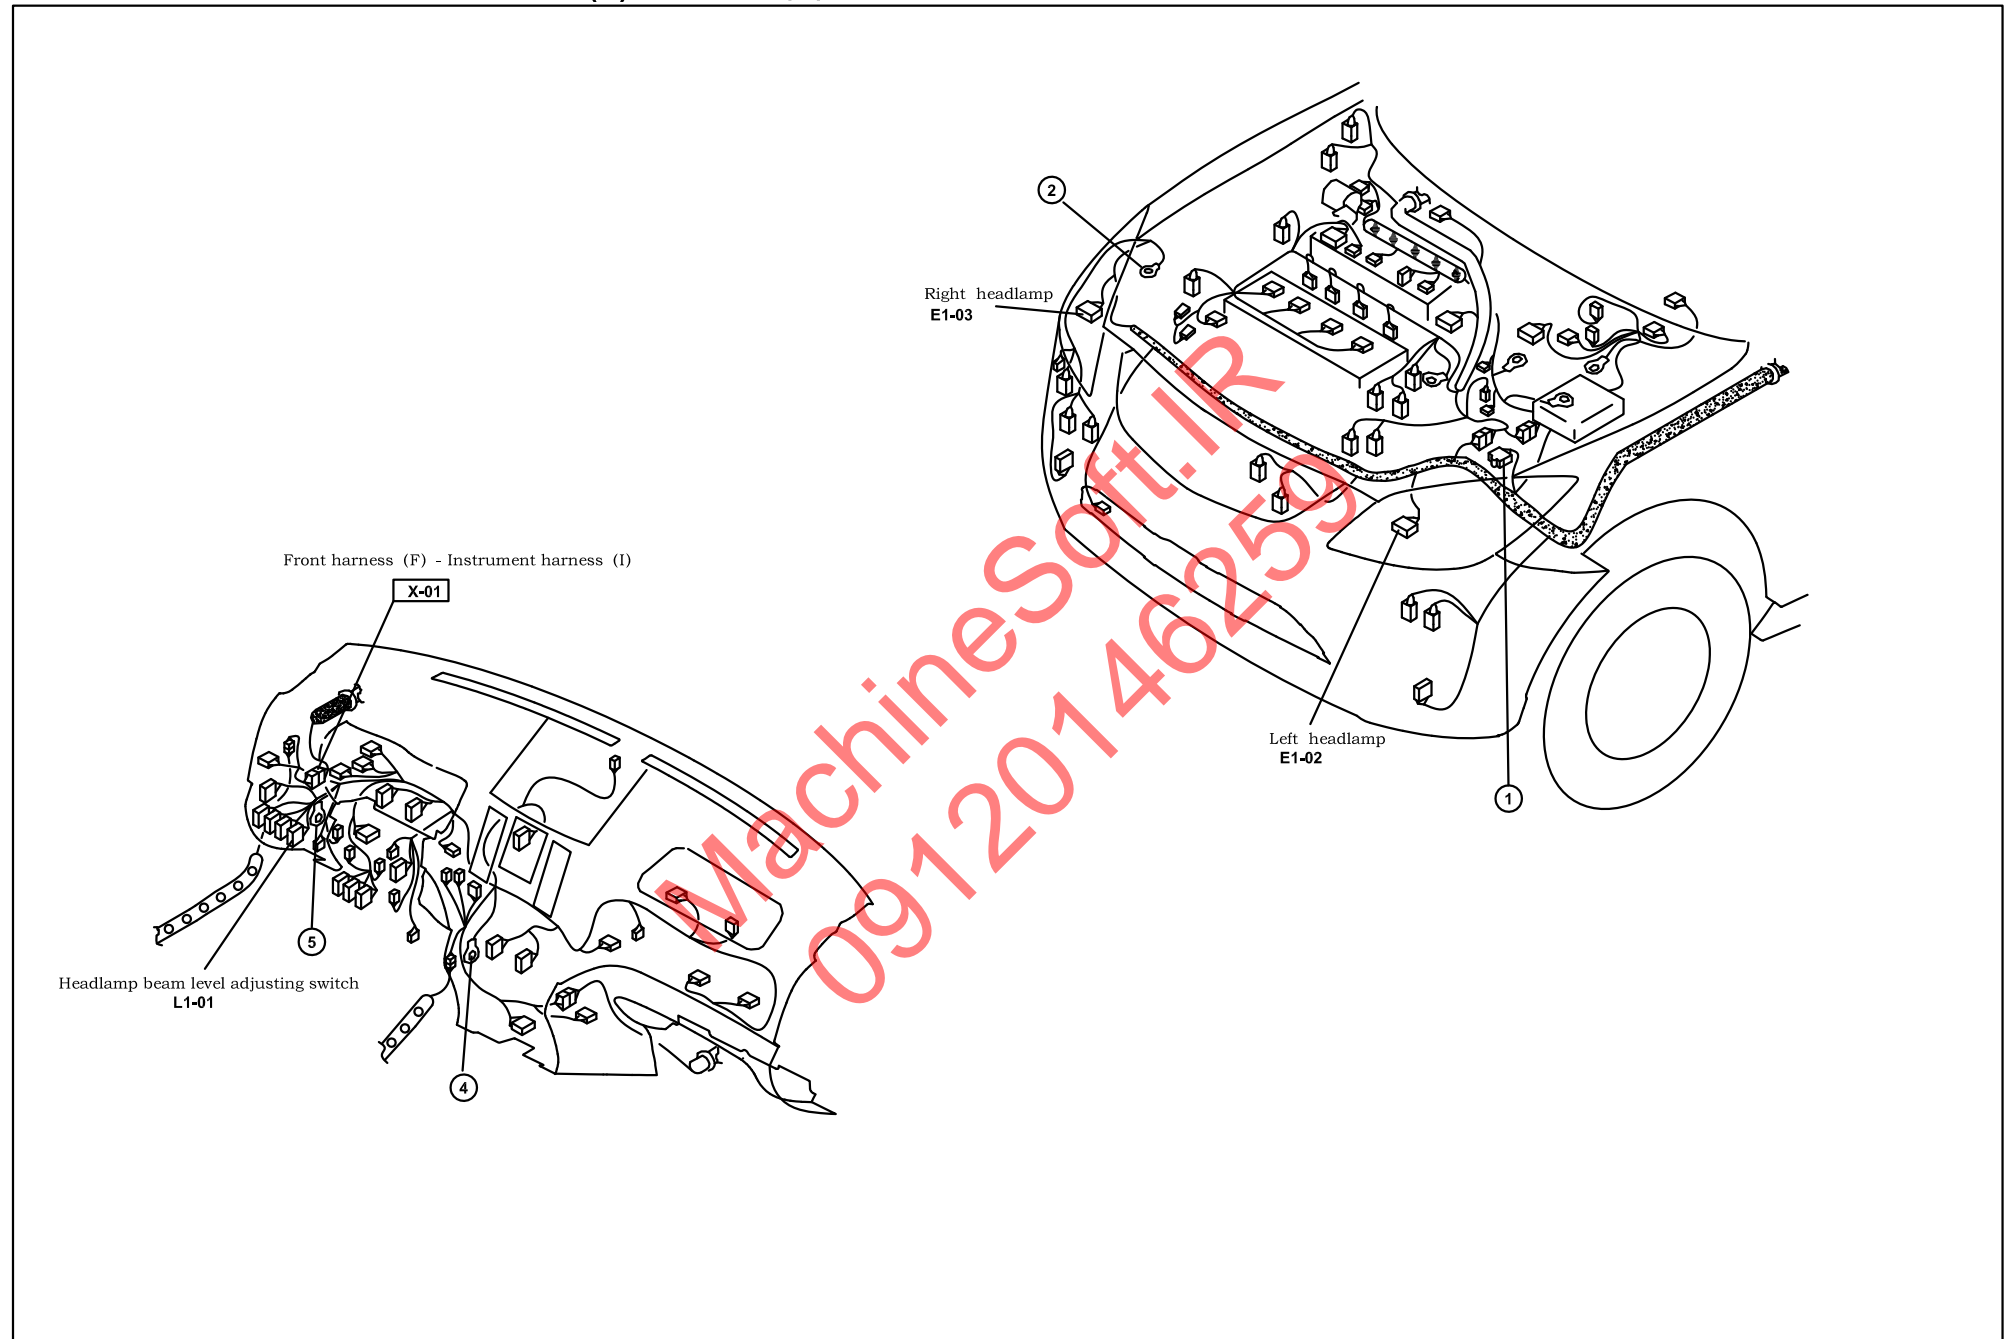 2
Right headlamp
E1-03
Front harness (F) - Instrument harness (I)
X-01
Left headlamp
E1-02
1
5
Headlamp beam level adjusting switch
L1-01
4
MachineSoft.IR
09120146259